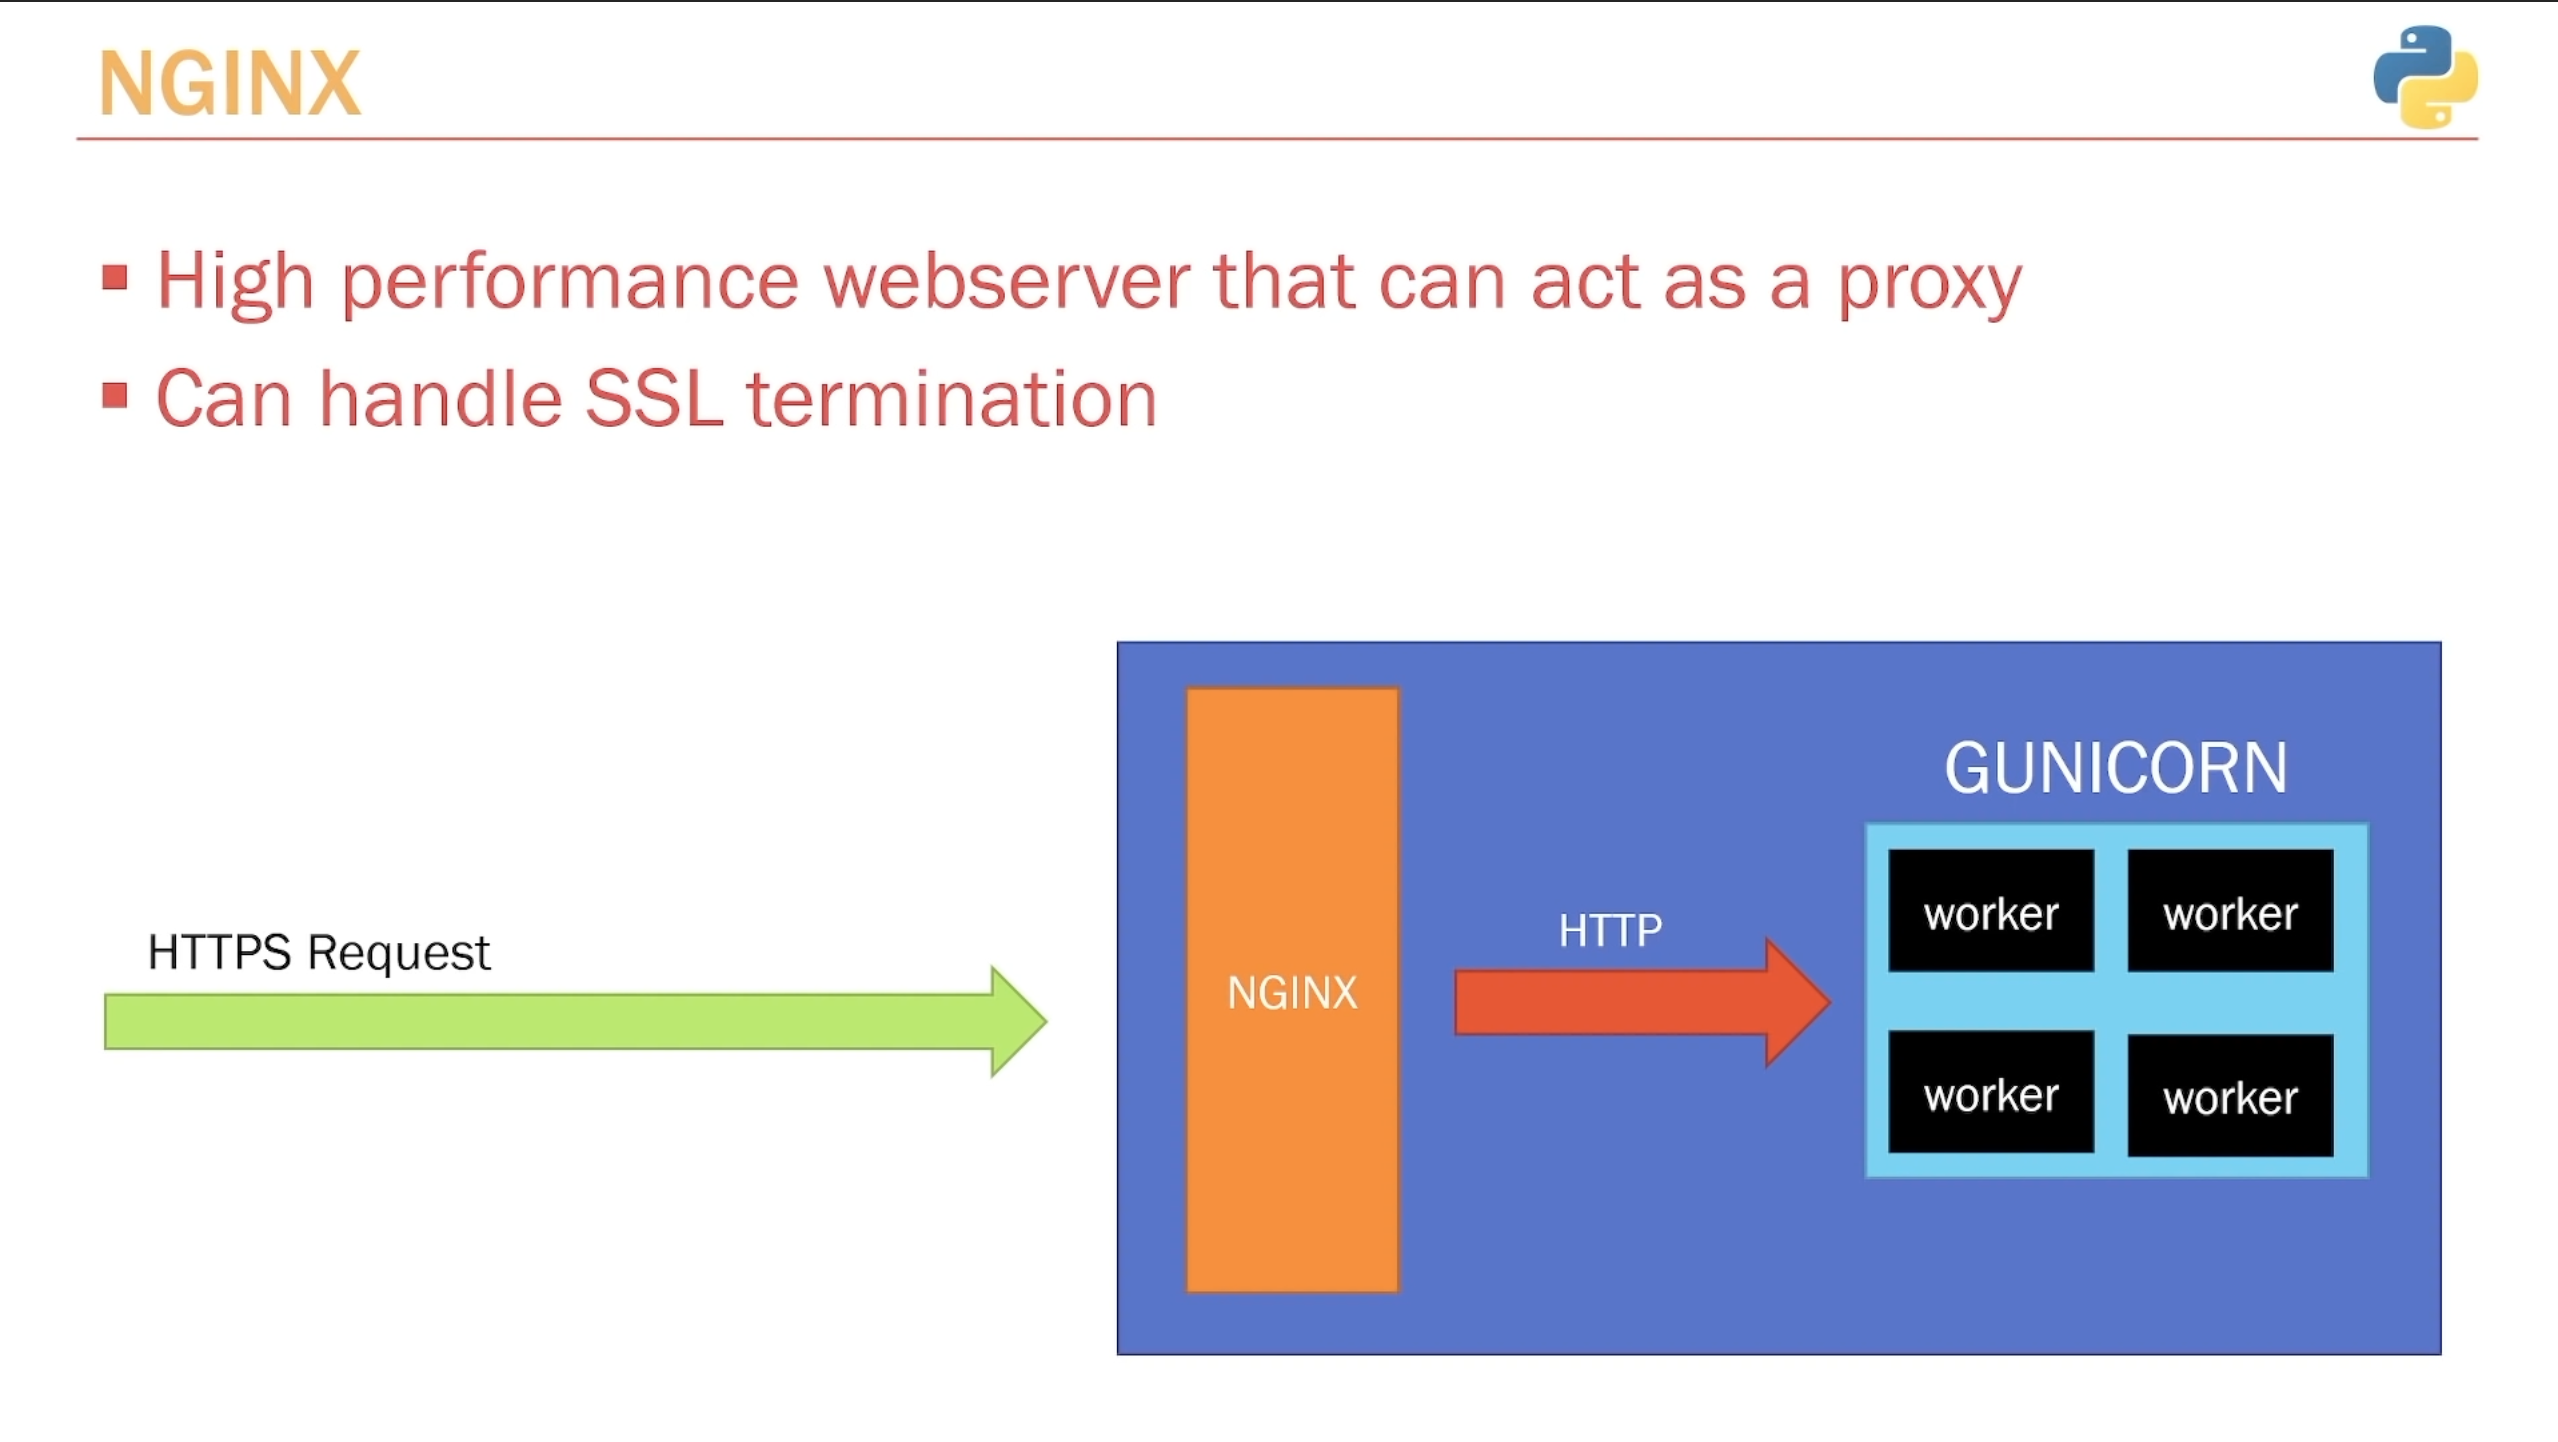 NGINX
High performance webserver that can act as a proxy
Can handle SSL termination
HTTPS Request
NGINX
HTTP
GUNICORN
worker
worker
worker
worker